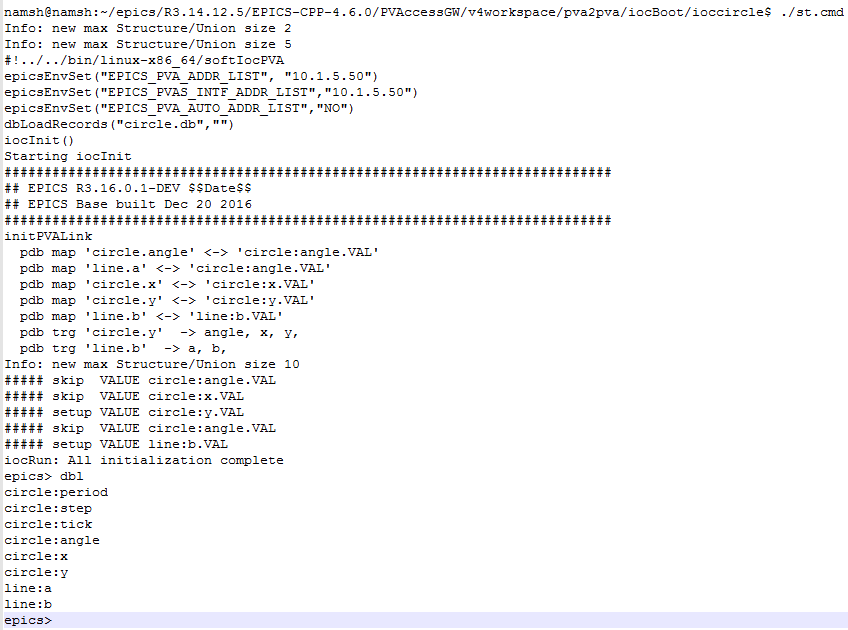 namsh@namsh:~/epics/R3.14.12.5/EPICS-CPP-4.6.0/PVAccessGW/v4workspace/pva2pva/iocBoot/ioccircle$ ./st.cmd
Info: new max Structure/Union size 2
Info: new max Structure/Union size 5
#!../../bin/linux-x86_64/softIocPVA
epicsEnvSet("EPICS_PVA_ADDR_LIST", "10.1.5.50")
epicsEnvSet("EPICS_PVAS_INTF_ADDR_LIST","10.1.5.50")
epicsEnvSet("EPICS_PVA_AUTO_ADDR_LIST","NO")
dbLoadRecords("circle.db","")
iocInit()
Starting iocInit
############################################################################
## EPICS R3.16.0.1-DEV $$Date$$
## EPICS Base built Dec 20 2016
############################################################################
initPVALink
  pdb map 'circle.angle' <-> 'circle:angle.VAL'
  pdb map 'line.a' <-> 'circle:angle.VAL'
  pdb map 'circle.x' <-> 'circle:x.VAL'
  pdb map 'circle.y' <-> 'circle:y.VAL'
  pdb map 'line.b' <-> 'line:b.VAL'
  pdb trg 'circle.y'  -> angle, x, y,
  pdb trg 'line.b'  -> a, b,
Info: new max Structure/Union size 10
##### skip  VALUE circle:angle.VAL
##### skip  VALUE circle:x.VAL
##### setup VALUE circle:y.VAL
##### skip  VALUE circle:angle.VAL
##### setup VALUE line:b.VAL
iocRun: All initialization complete
epics> dbl
circle:period
circle:step
circle:tick
circle:angle
circle:x
circle:y
line:a
line:b
epics>